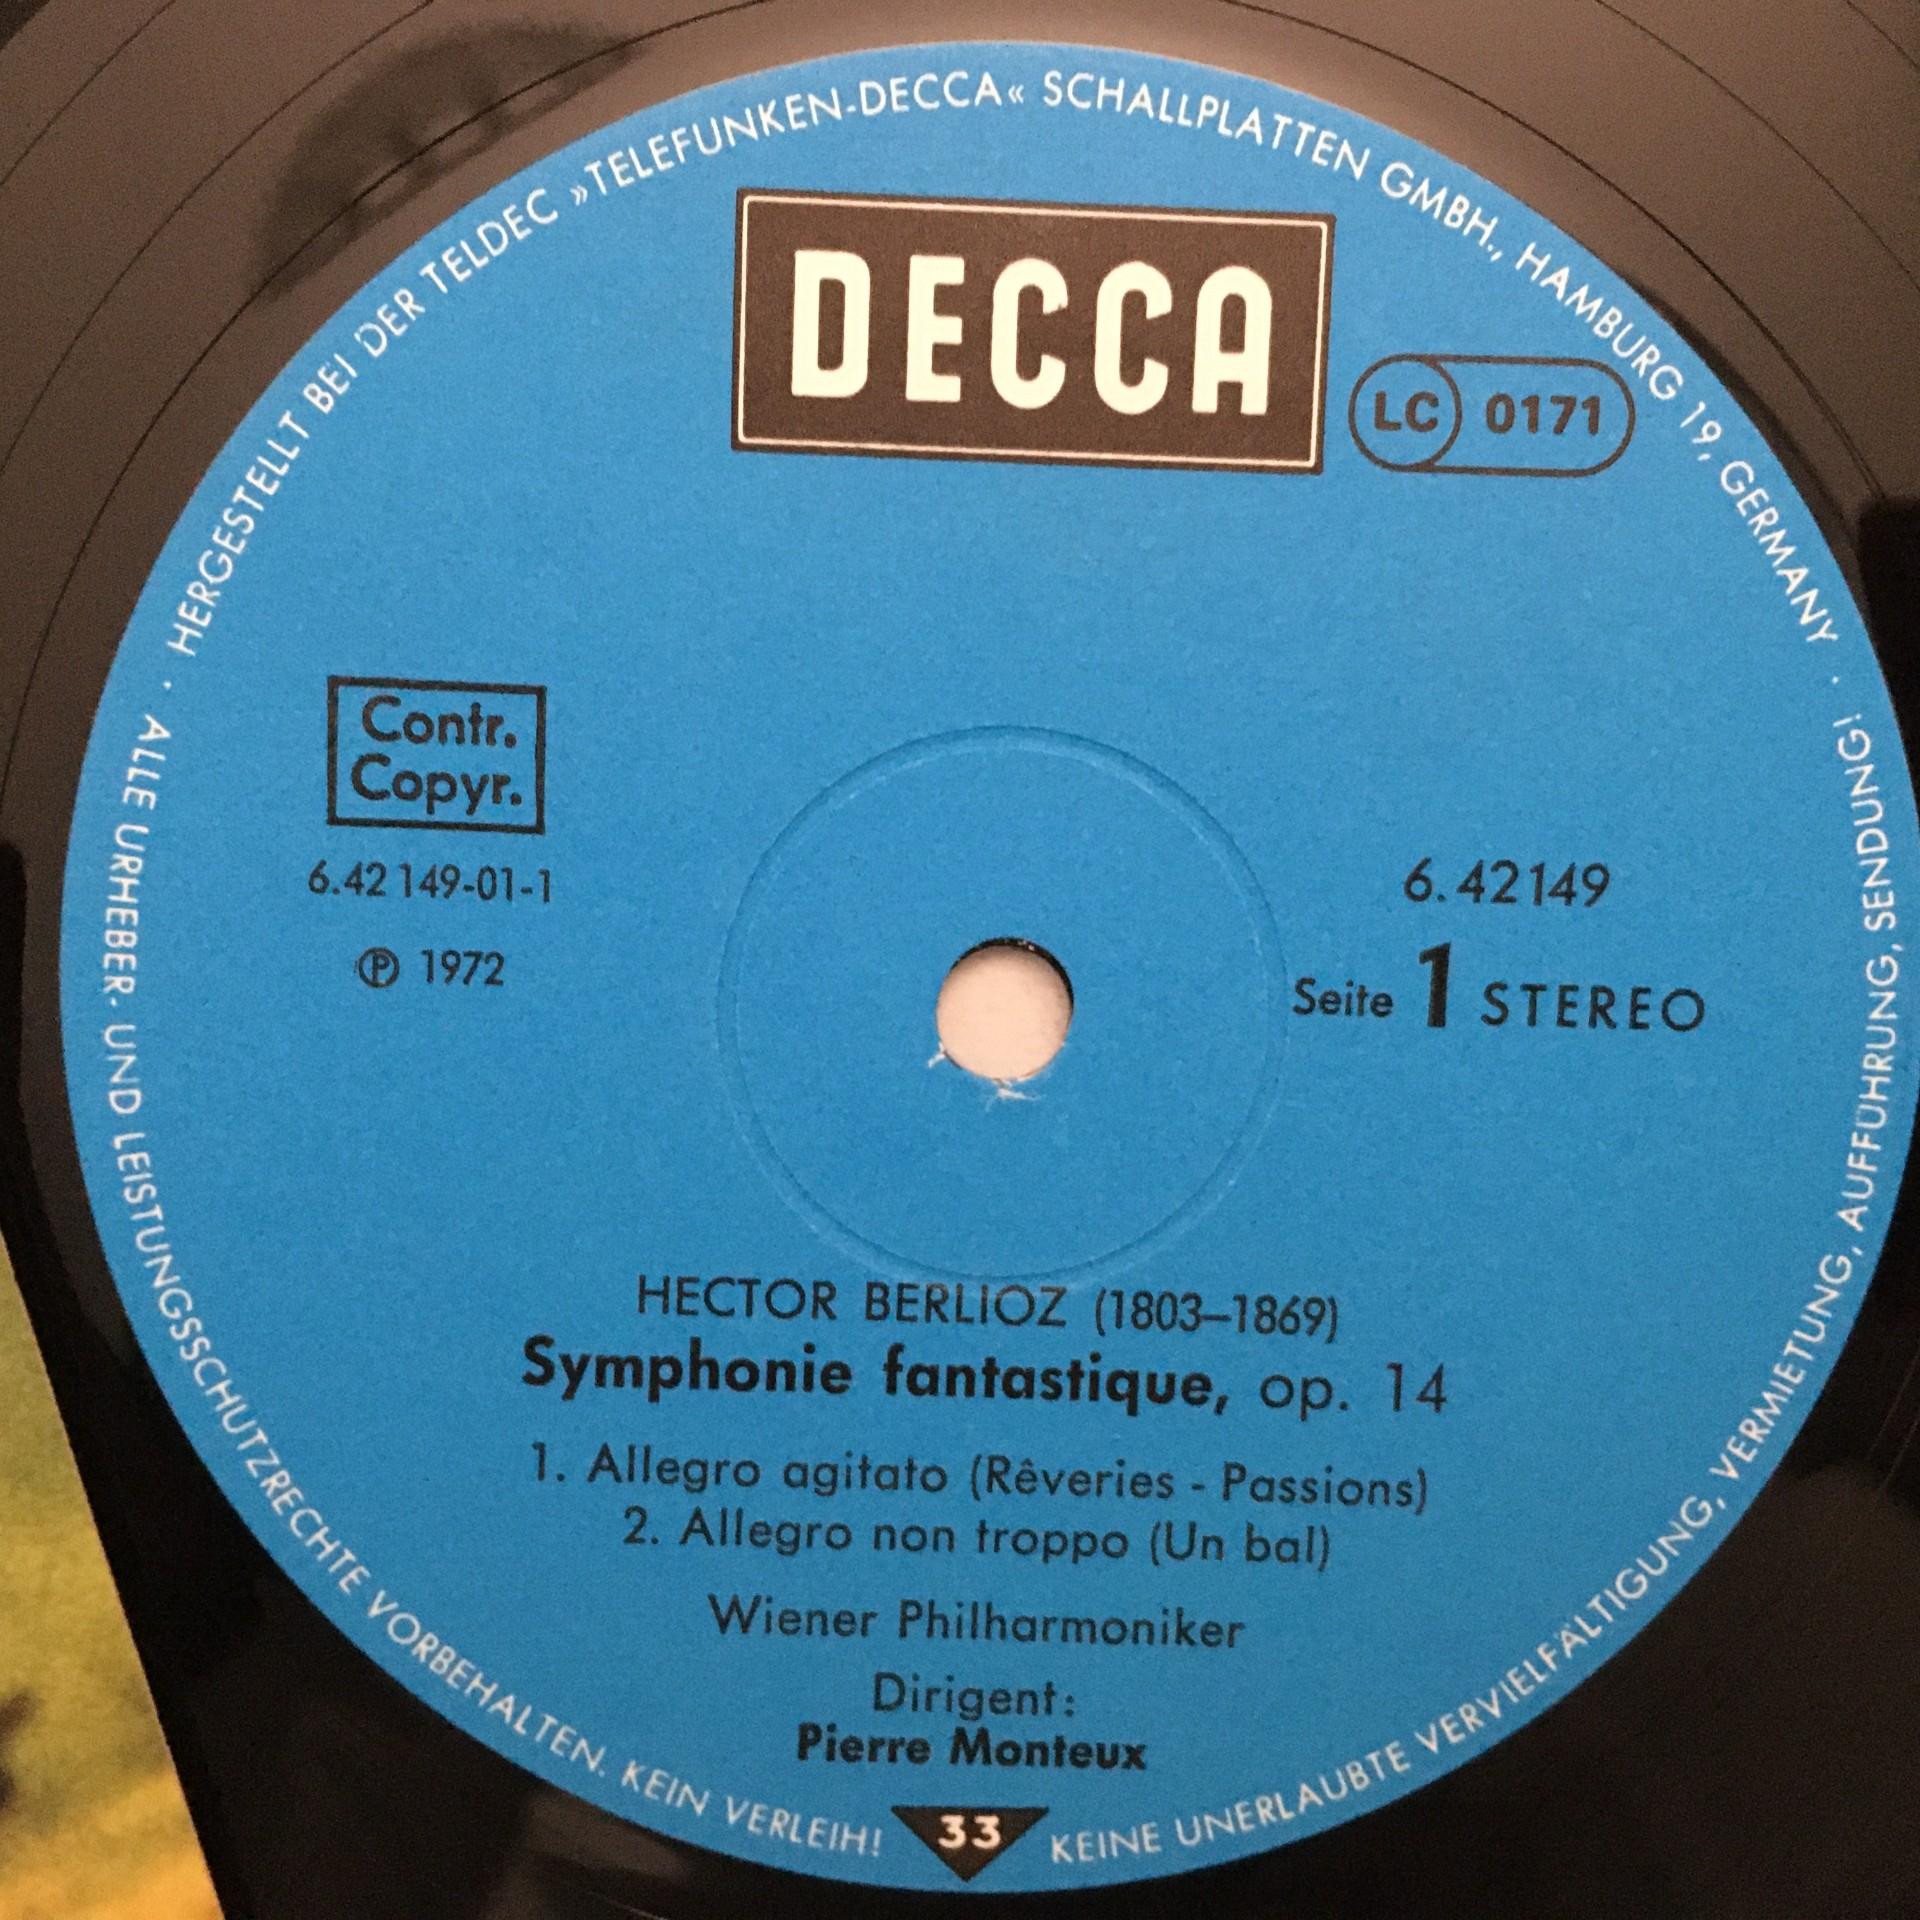 HERGESTELLT BEI DER TELDEC »TELEFUNKEN-DECCA« SCHALLPLATTEN GMBH., HAMBURG 19, GERMANY ·
DECCA
LC 0171
Contr.
Copyr.
6.42 149-01-1
Ⓟ 1972
6.42149
Seite 1 STEREO
HECTOR BERLIOZ (1803–1869)
Symphonie fantastique, op. 14
1. Allegro agitato (Rêveries - Passions)
2. Allegro non troppo (Un bal)
Wiener Philharmoniker
Dirigent:
Pierre Monteux
33
· ALLE URHEBER- UND LEISTUNGSSCHUTZRECHTE VORBEHALTEN. KEIN VERLEIH! KEINE UNERLAUBTE VERVIELFÄLTIGUNG, VERMIETUNG, AUFFÜHRUNG, SENDUNG!